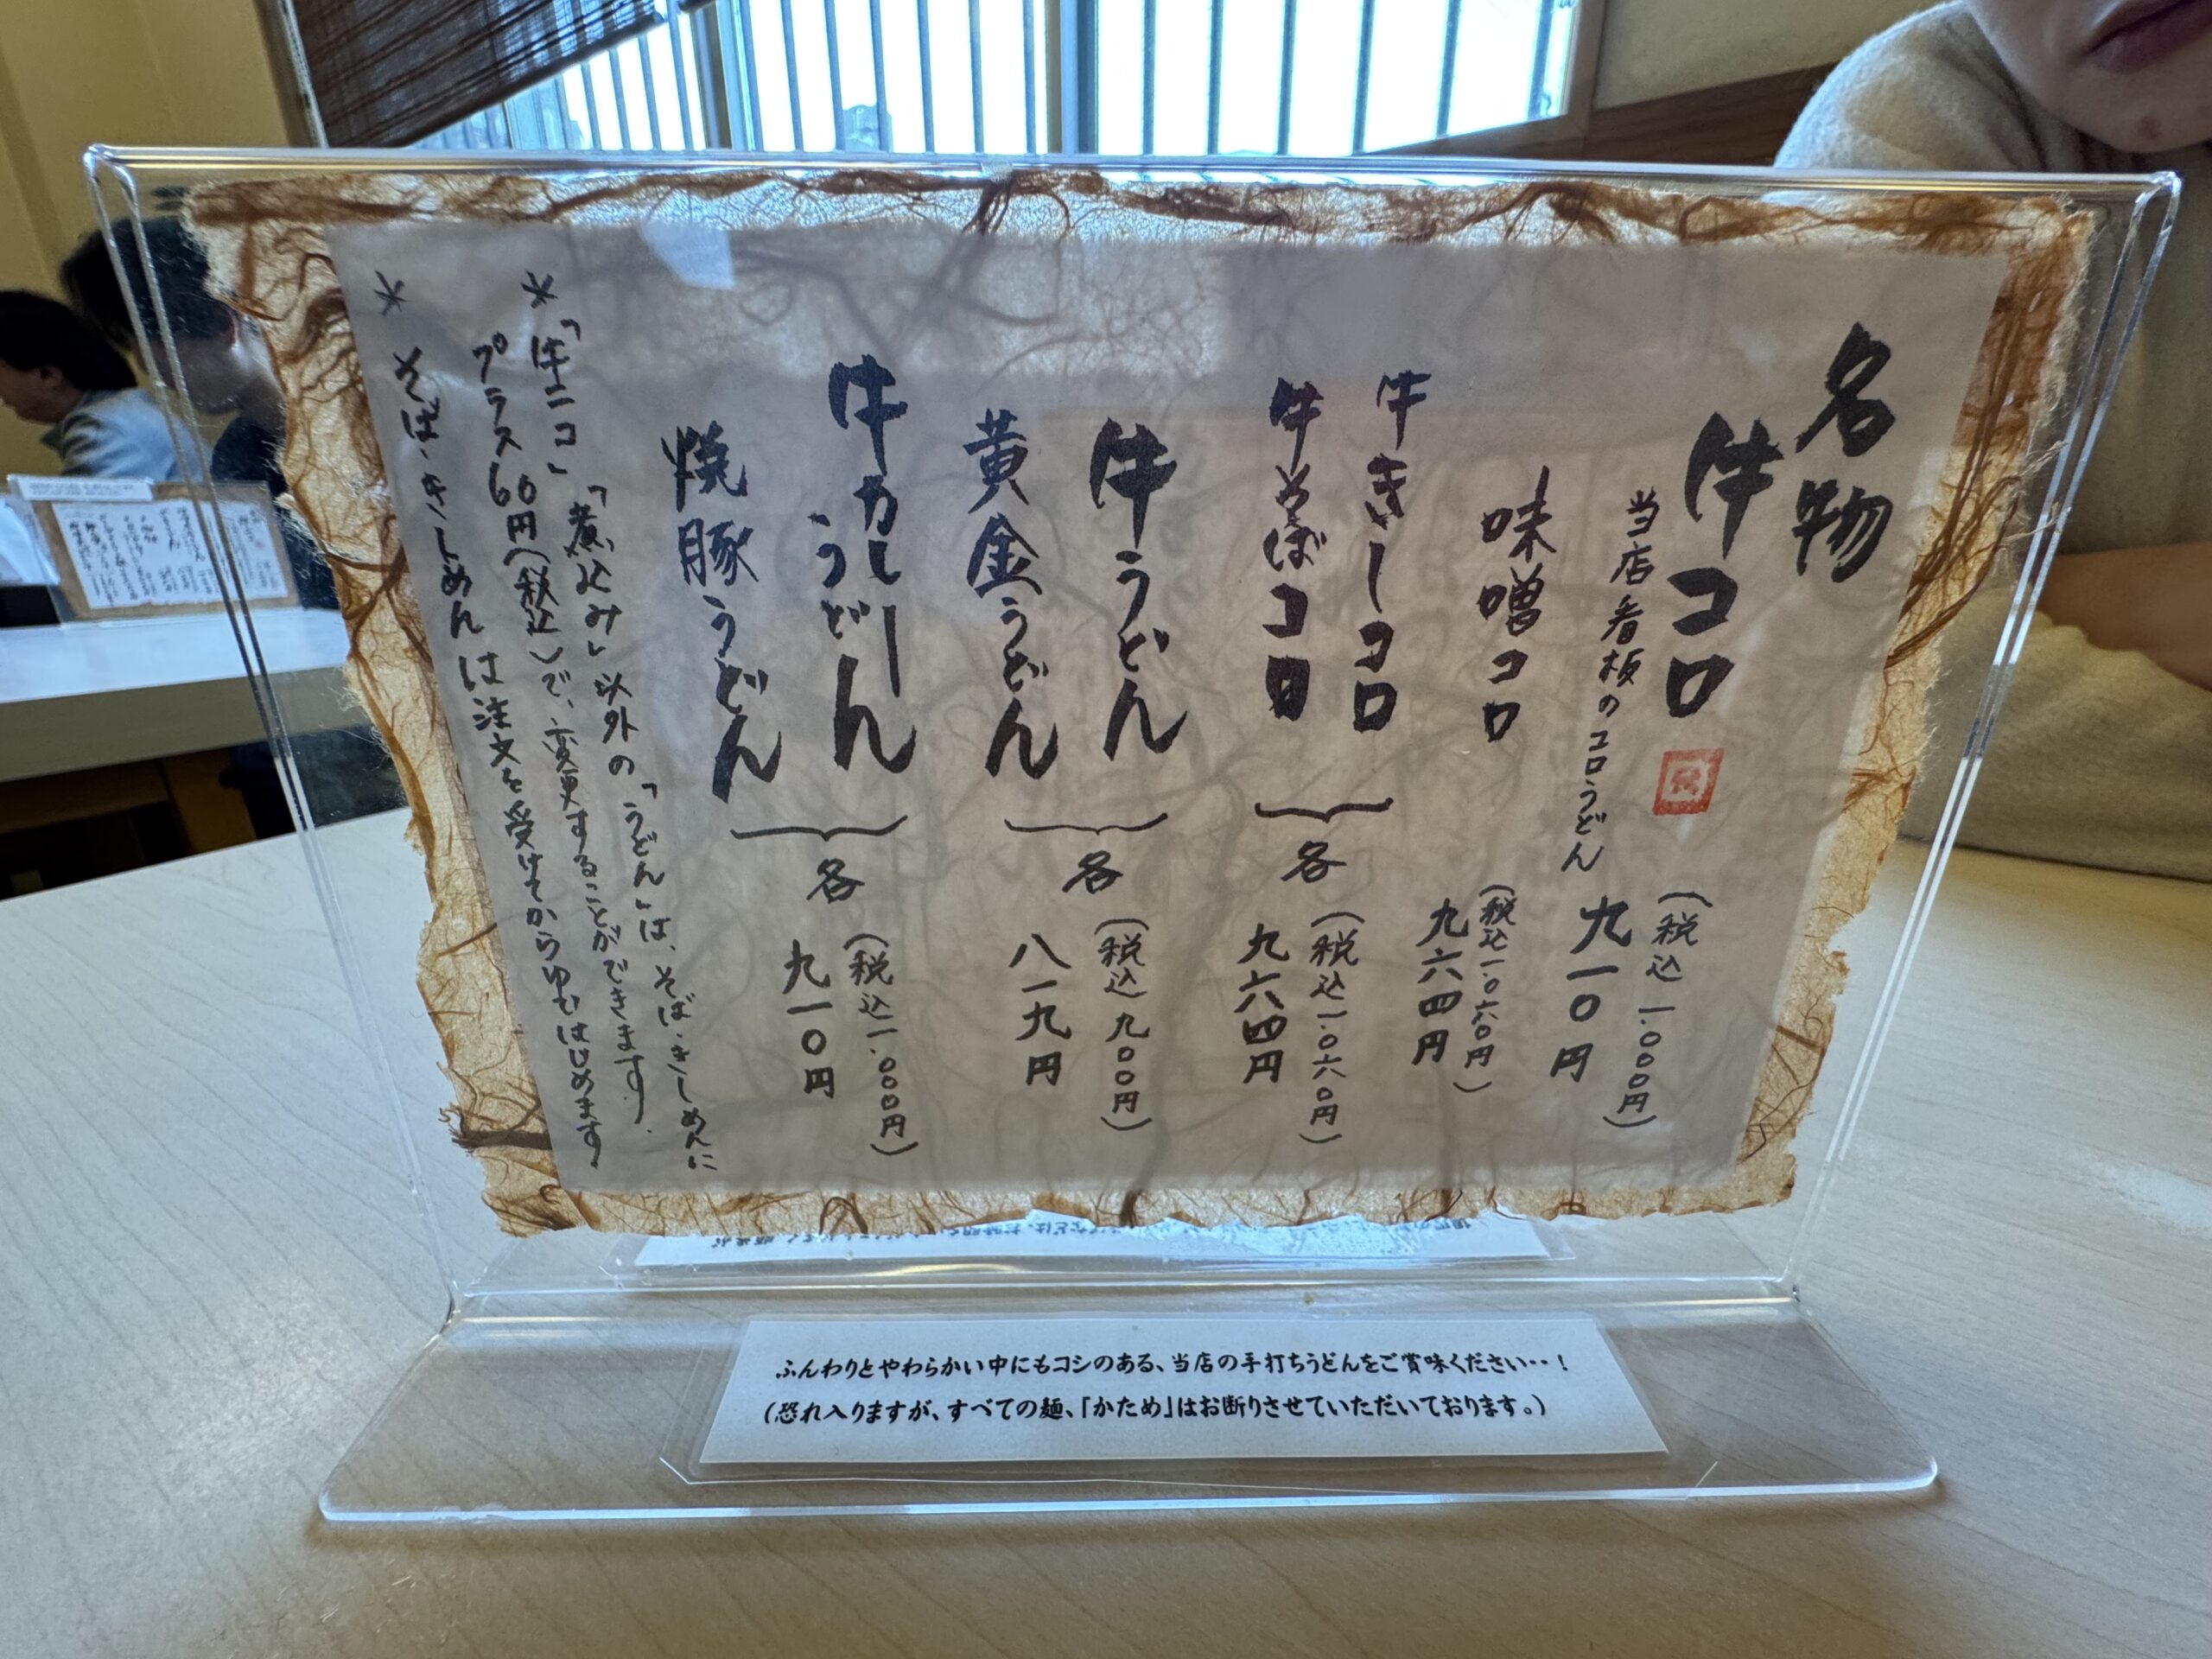 名物
牛コロ
(税込一.〇〇〇円)
当店看板のコロうどん
九一〇円
味噌コロ
(税込一.〇六〇円)
九六四円
牛きしコロ
牛そばコロ
各
(税込一.〇六〇円)
九六四円
牛うどん
黄金うどん
各
(税込九〇〇円)
八一九円
牛カレーうどん
焼豚うどん
各
(税込一.〇〇〇円)
九一〇円
*「牛ニコ」「煮込み」以外の「うどん」は、そば・きしめんに
プラス60円(税込)で、変更することができます.
* そば・きしめんは注文を受けてからゆではじめます
ふんわりとやわらかい中にもコシのある、当店の手打ちうどんをご賞味ください・・!
(恐れ入りますが、すべての麺、「かため」はお断りさせていただいております。)